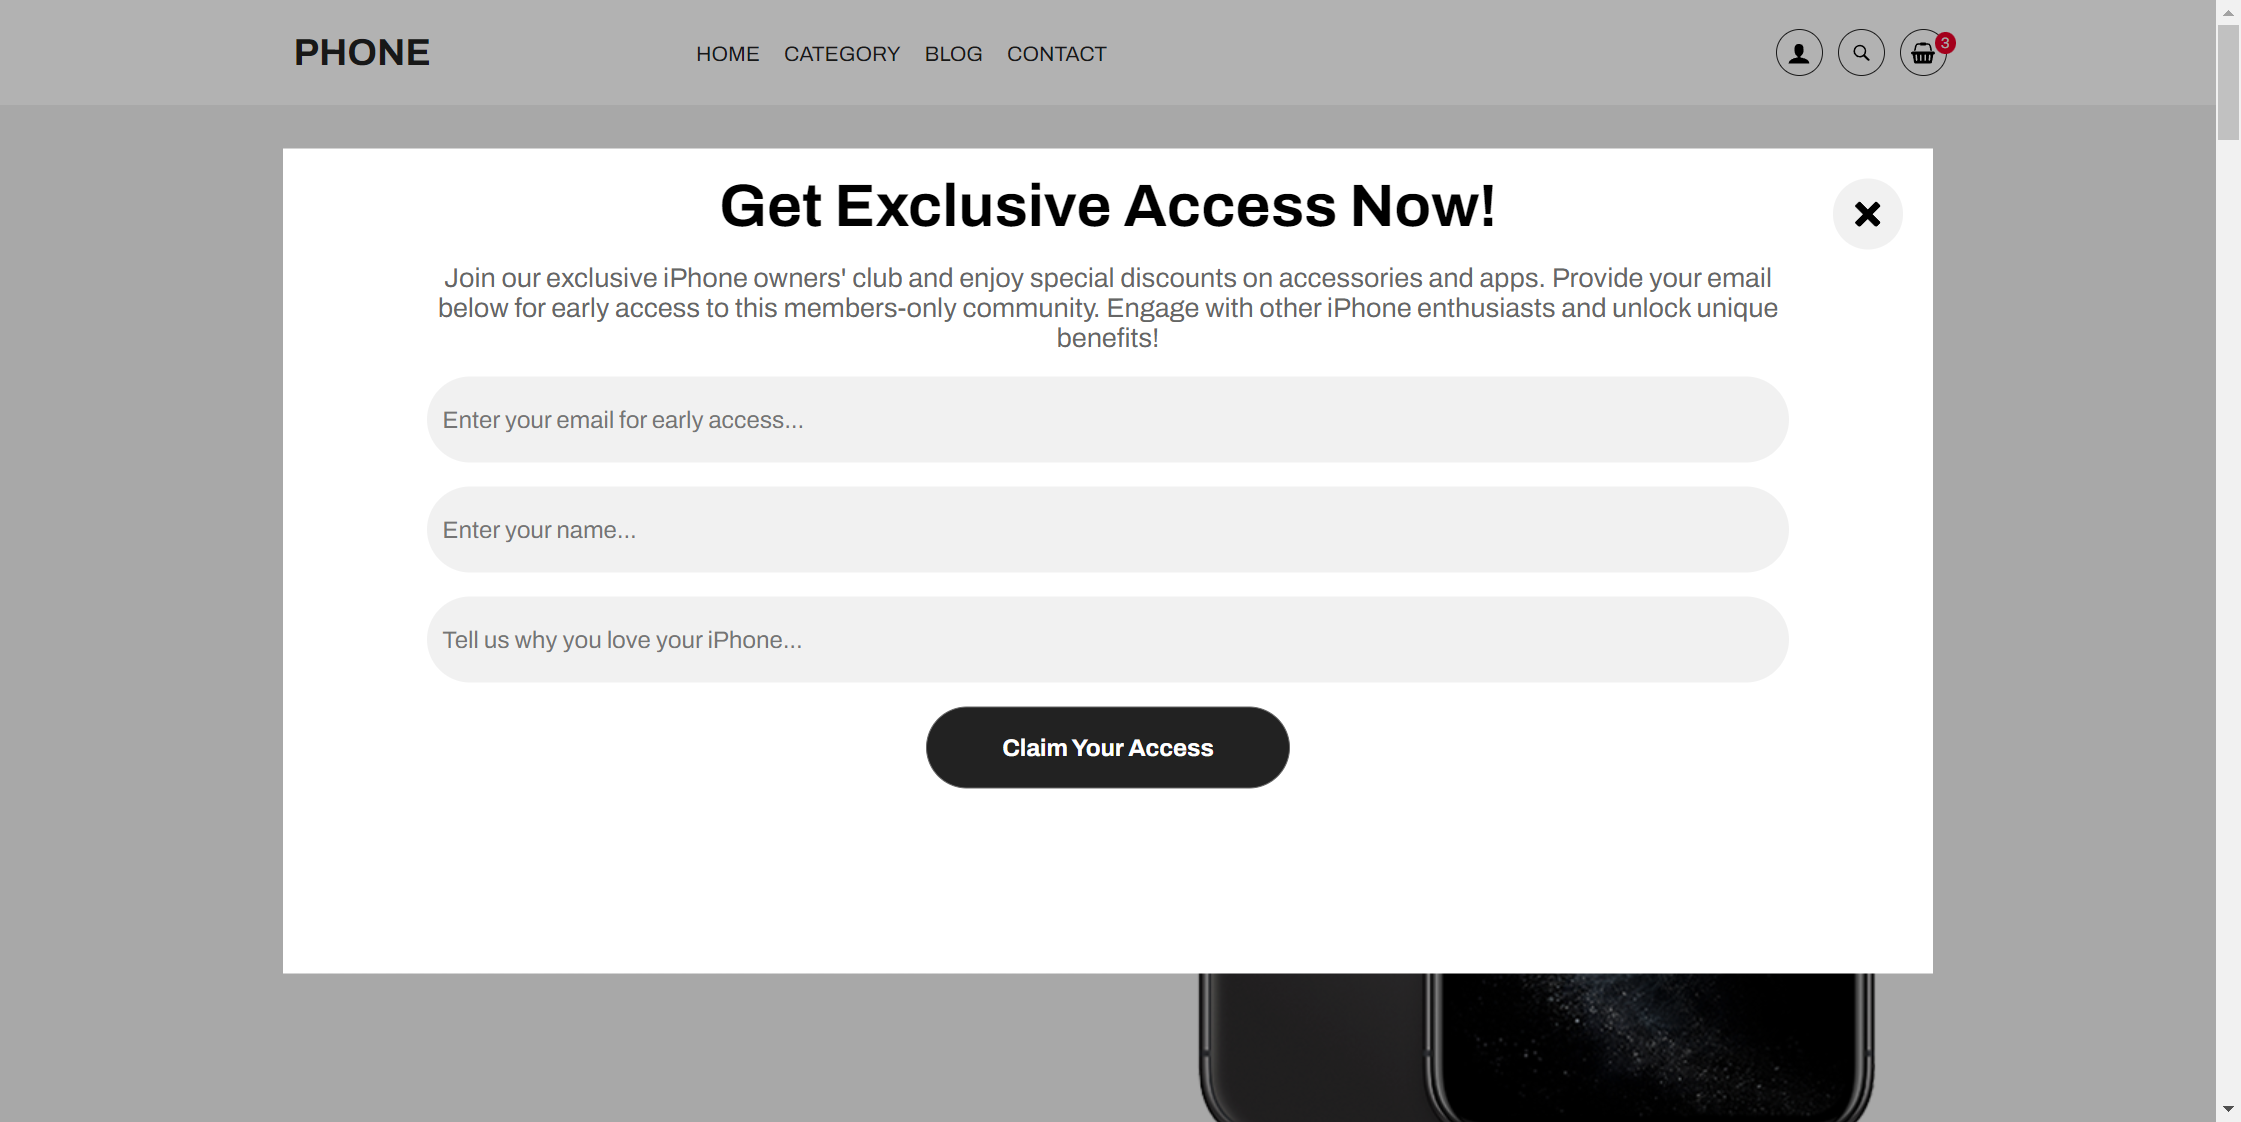 PHONE
HOME CATEGORY BLOG CONTACT
3
Get Exclusive Access Now!
Join our exclusive iPhone owners' club and enjoy special discounts on accessories and apps. Provide your email
below for early access to this members-only community. Engage with other iPhone enthusiasts and unlock unique
benefits!
Enter your email for early access...
Enter your name...
Tell us why you love your iPhone...
Claim Your Access